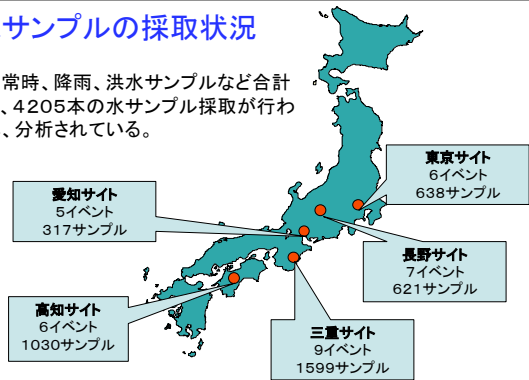 サンプルの採取状況
常時、降雨、洪水サンプルなど合計
、4205本の水サンプル採取が行わ
、分析されている。
東京サイト
6イベント
638サンプル
愛知サイト
5イベント
317サンプル
長野サイト
7イベント
621サンプル
高知サイト
6イベント
1030サンプル
三重サイト
9イベント
1599サンプル